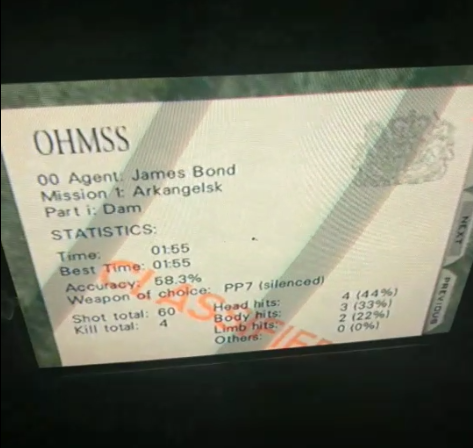 OHMSS
00 Agent: James Bond
Mission 1: Arkangelsk
Part i: Dam
STATISTICS:
Time: 01:55
Best Time: 01:55
Accuracy: 58.3%
Weapon of choice: PP7 (silenced)
Shot total: 60
Kill total: 4
Head hits: 4 (44%)
Body hits: 3 (33%)
Limb hits: 2 (22%)
Others: 0 (0%)
CLASSIFIE
NEXT
PREVIOUS